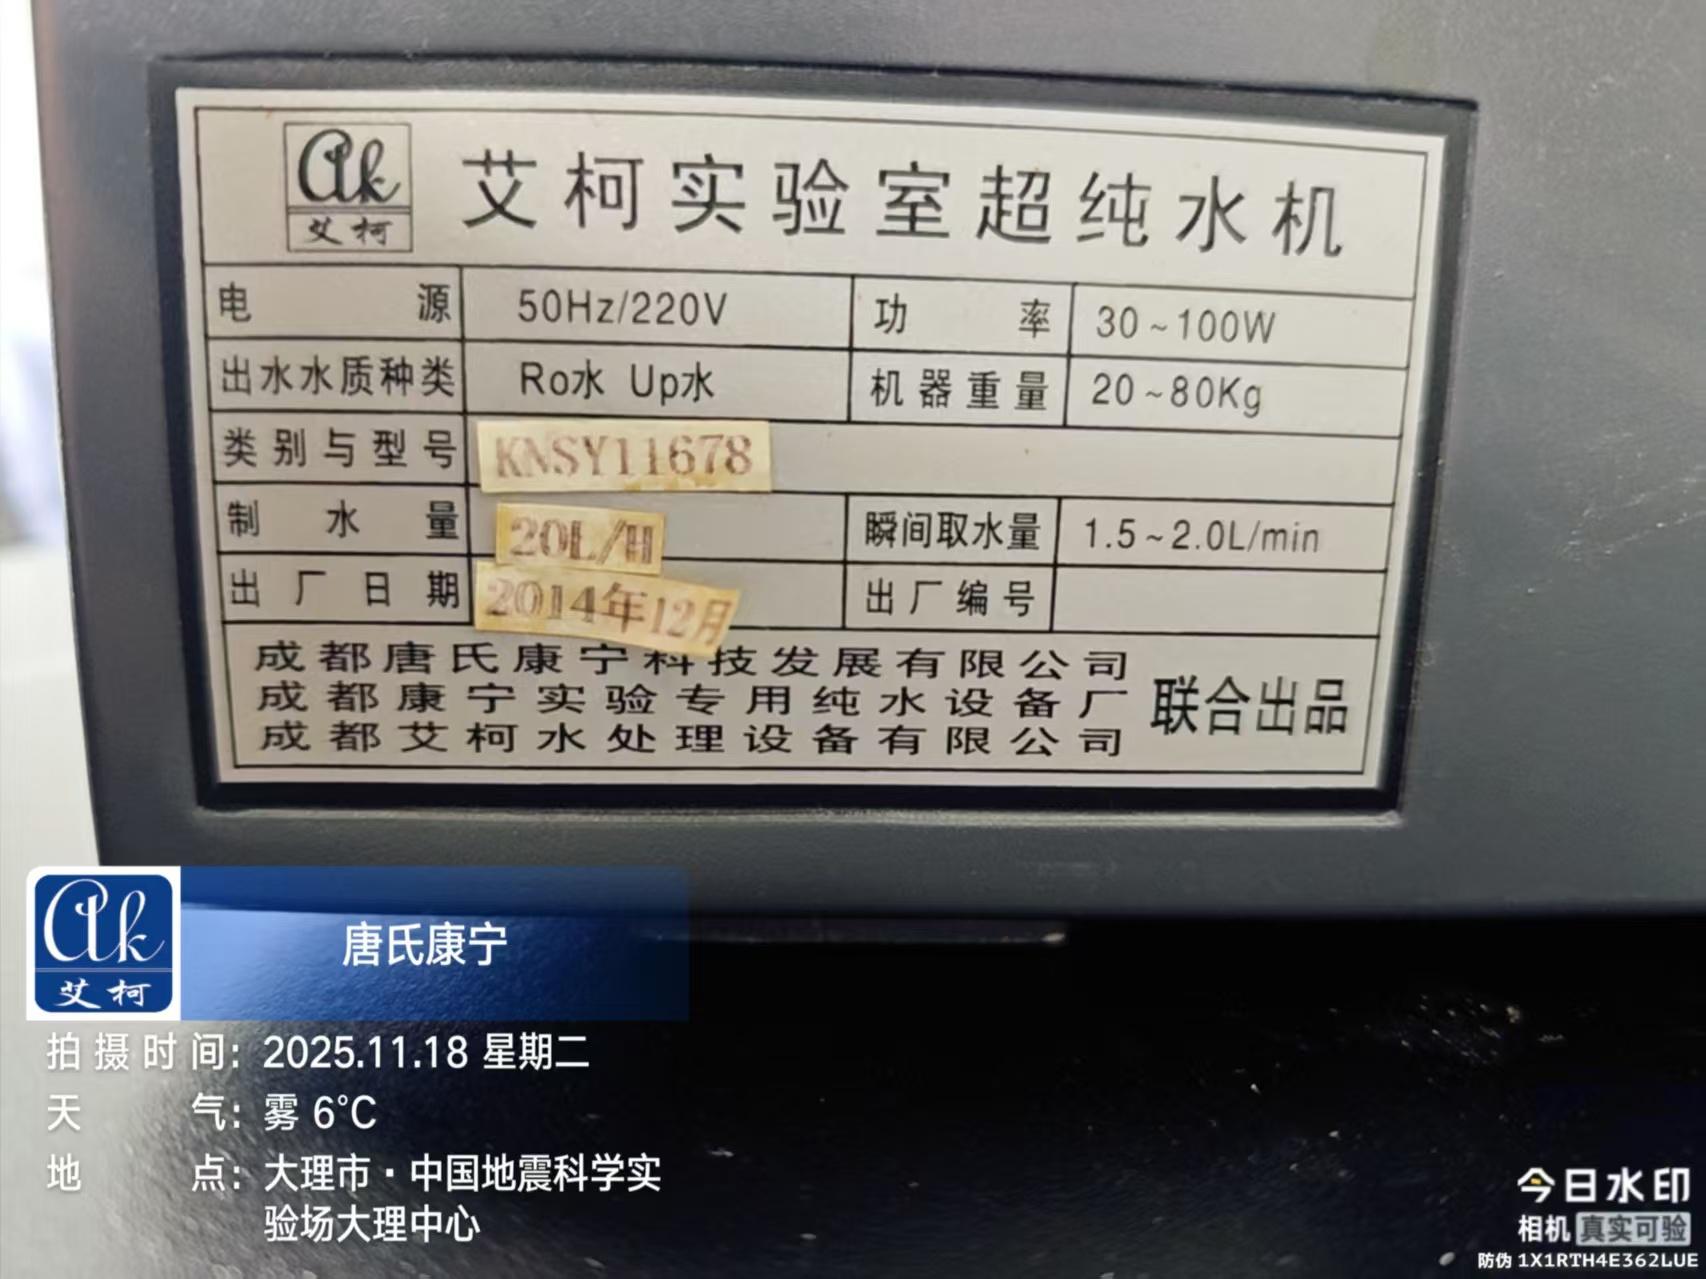 Ak
艾柯
艾柯实验室超纯水机
电源 50Hz/220V 功率 30~100W
出水水质种类 Ro水 Up水 机器重量 20~80Kg
类别与型号 KNSY11678
制水量 20L/H 瞬间取水量 1.5~2.0L/min
出厂日期 2014年12月 出厂编号
成都唐氏康宁科技发展有限公司
成都康宁实验专用纯水设备厂 联合出品
成都艾柯水处理设备有限公司
Ak
艾柯
唐氏康宁
拍摄时间: 2025.11.18 星期二
天气: 雾 6°C
地点: 大理市·中国地震科学实
验场大理中心
今日水印
相机 真实可验
防伪 1X1RTH4E362LUE